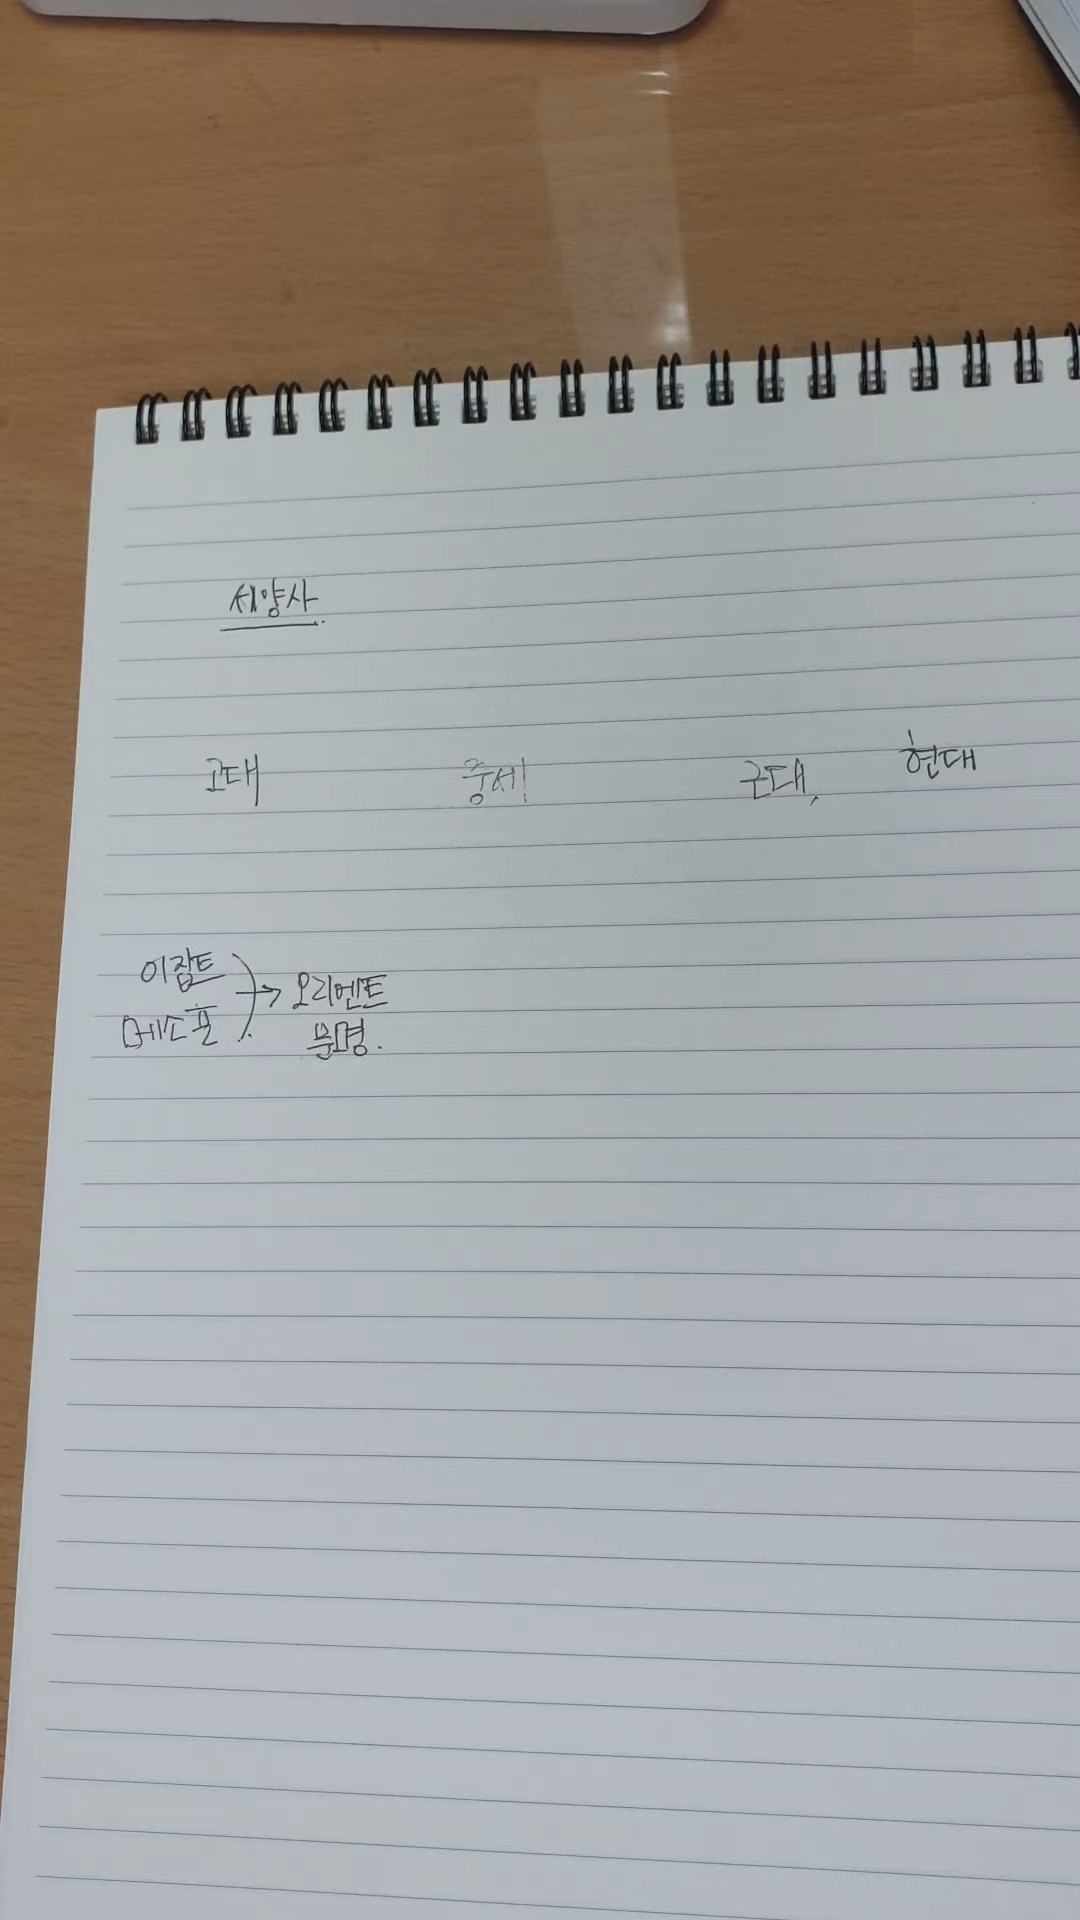 서양사
고대 중세 근대, 현대
이집트
메소포
→ 오리엔트
문명.